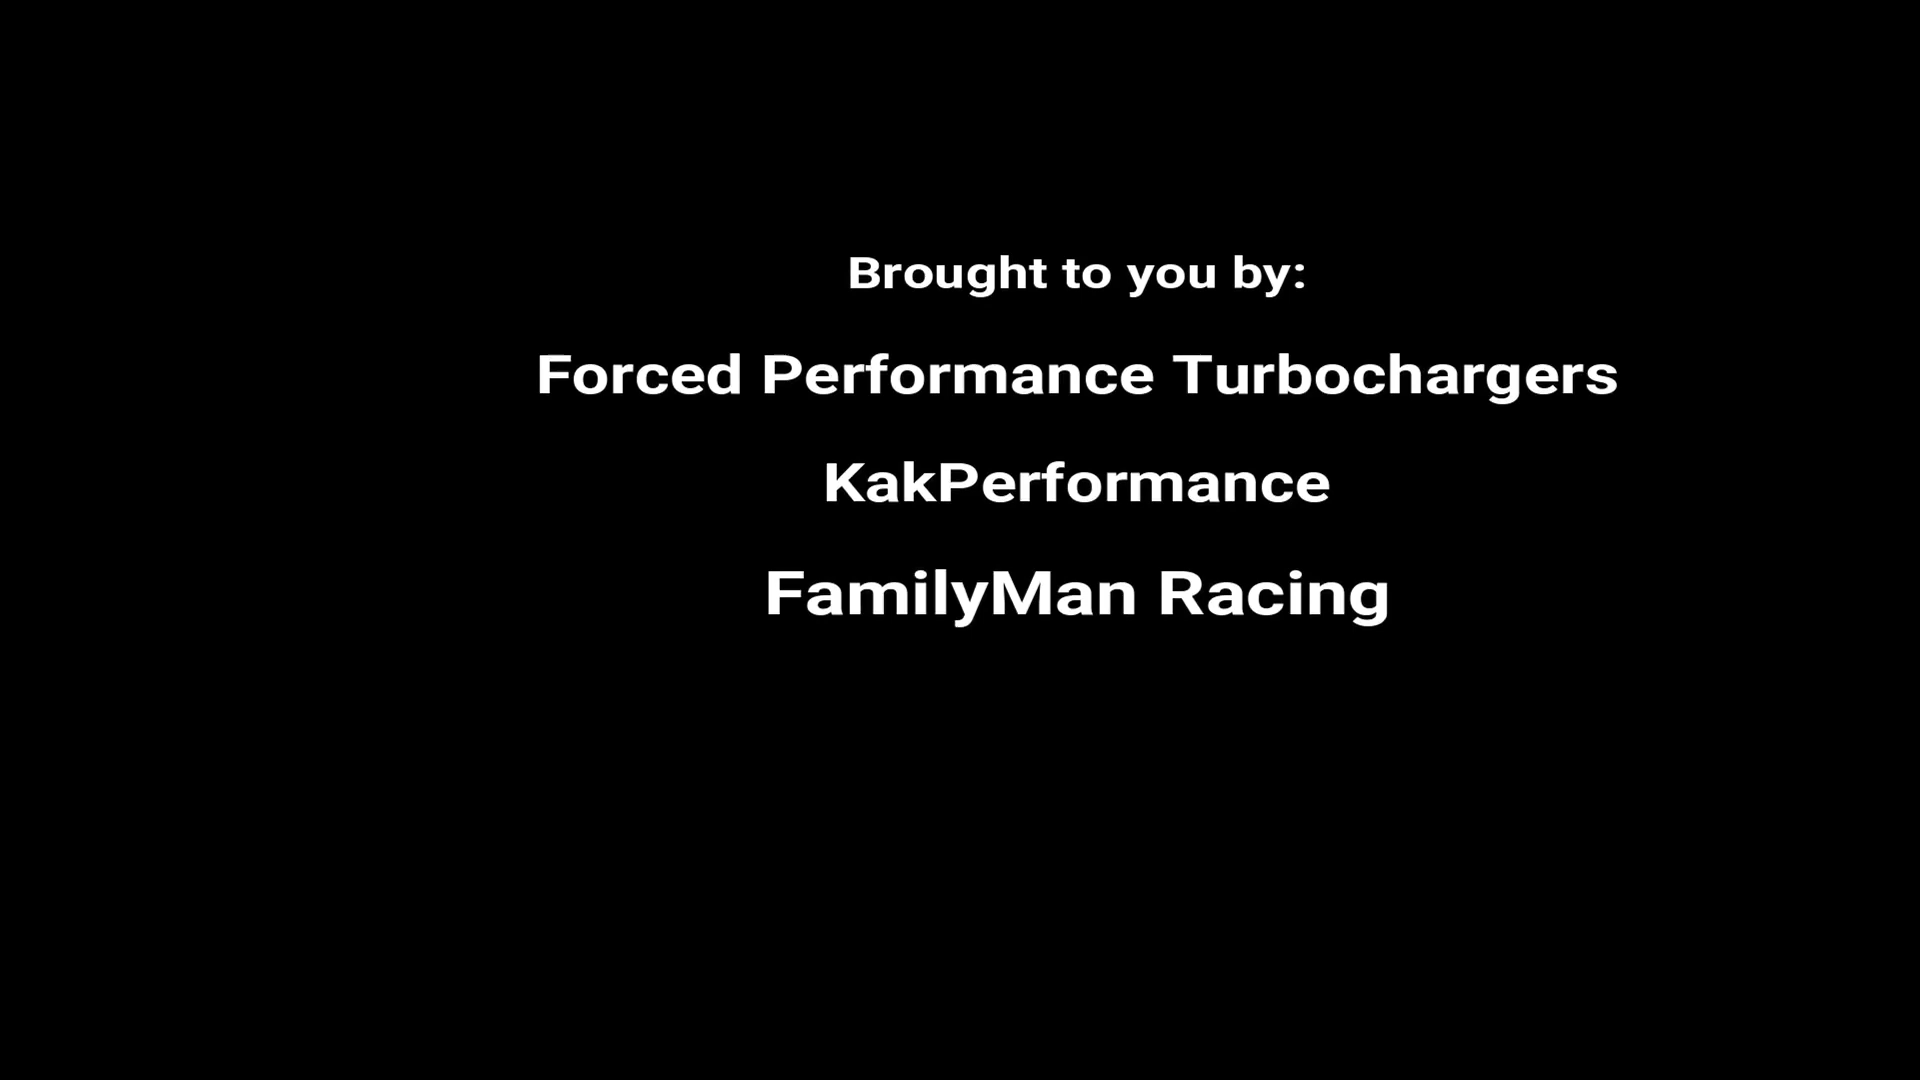 Brought to you by:
Forced Performance Turbochargers
KakPerformance
FamilyMan Racing